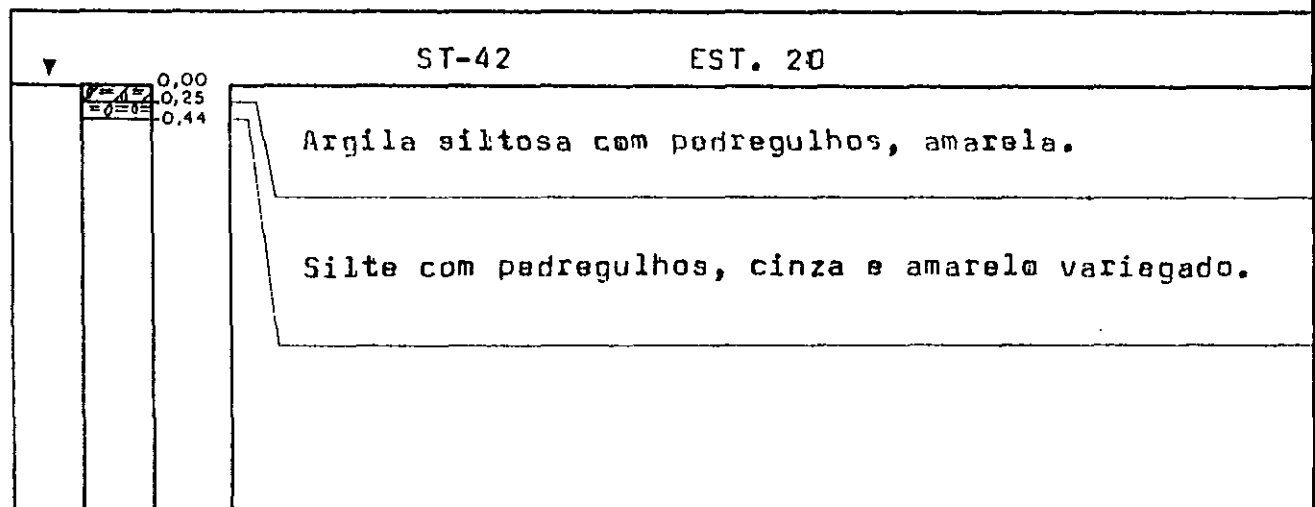 ST-42 EST. 20
0,00
0,25
0,44
Argila siltosa com pedregulhos, amarela.
Silte com pedregulhos, cinza e amarelo variegado.